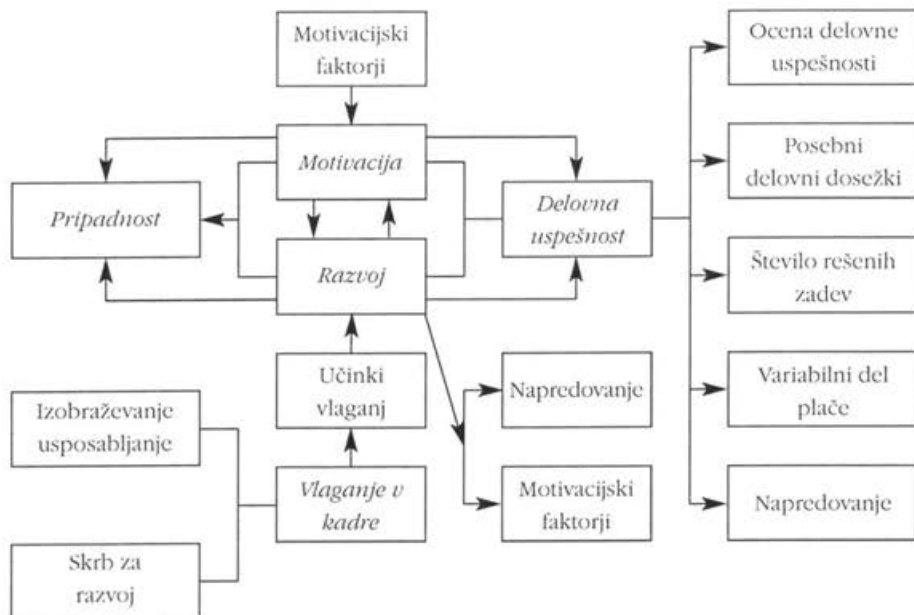 Motivacijski
faktorji
Ocena delovne
uspešnosti
Motivacija
Posebni
delovni dosežki
Pripadnost
Delovna
uspešnost
Razvoj
Število rešenih
zadev
Učinki
vlaganj
Napredovanje
Variabilni del
plače
Izobraževanje
usposabljanje
Vlaganje v
kadre
Motivacijski
faktorji
Napredovanje
Skrb za
razvoj